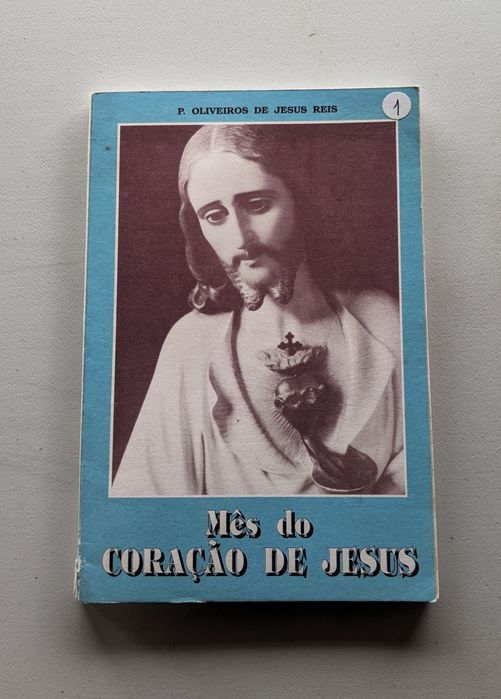 P. OLIVEIROS DE JESUS REIS
1
Mês do
CORAÇÃO DE JESUS